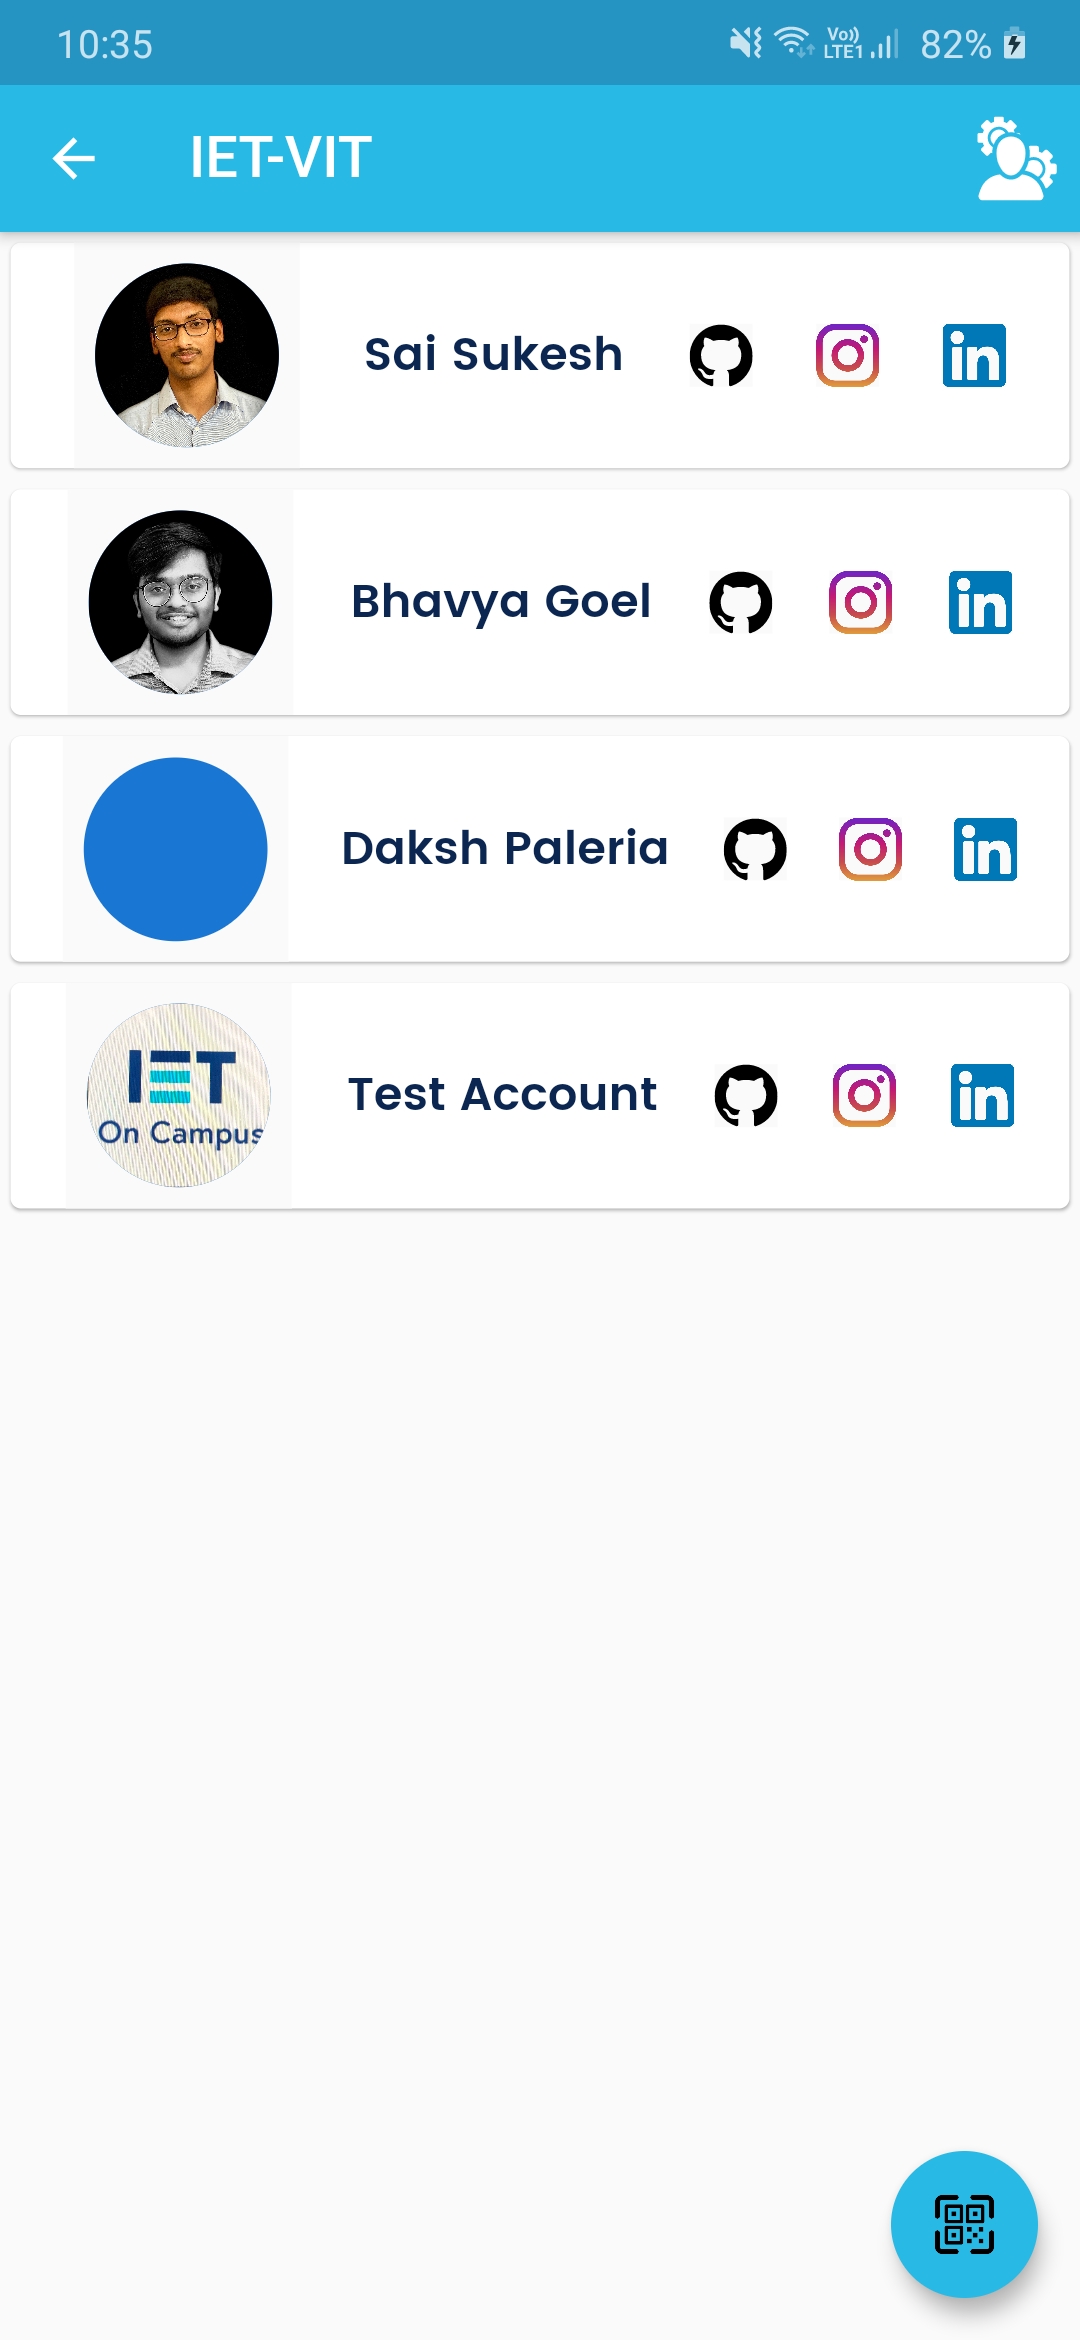 10:35
Vo)) LTE1 82%
IET-VIT
Sai Sukesh
in
Bhavya Goel
in
Daksh Paleria
in
IET
On Campus
Test Account
in